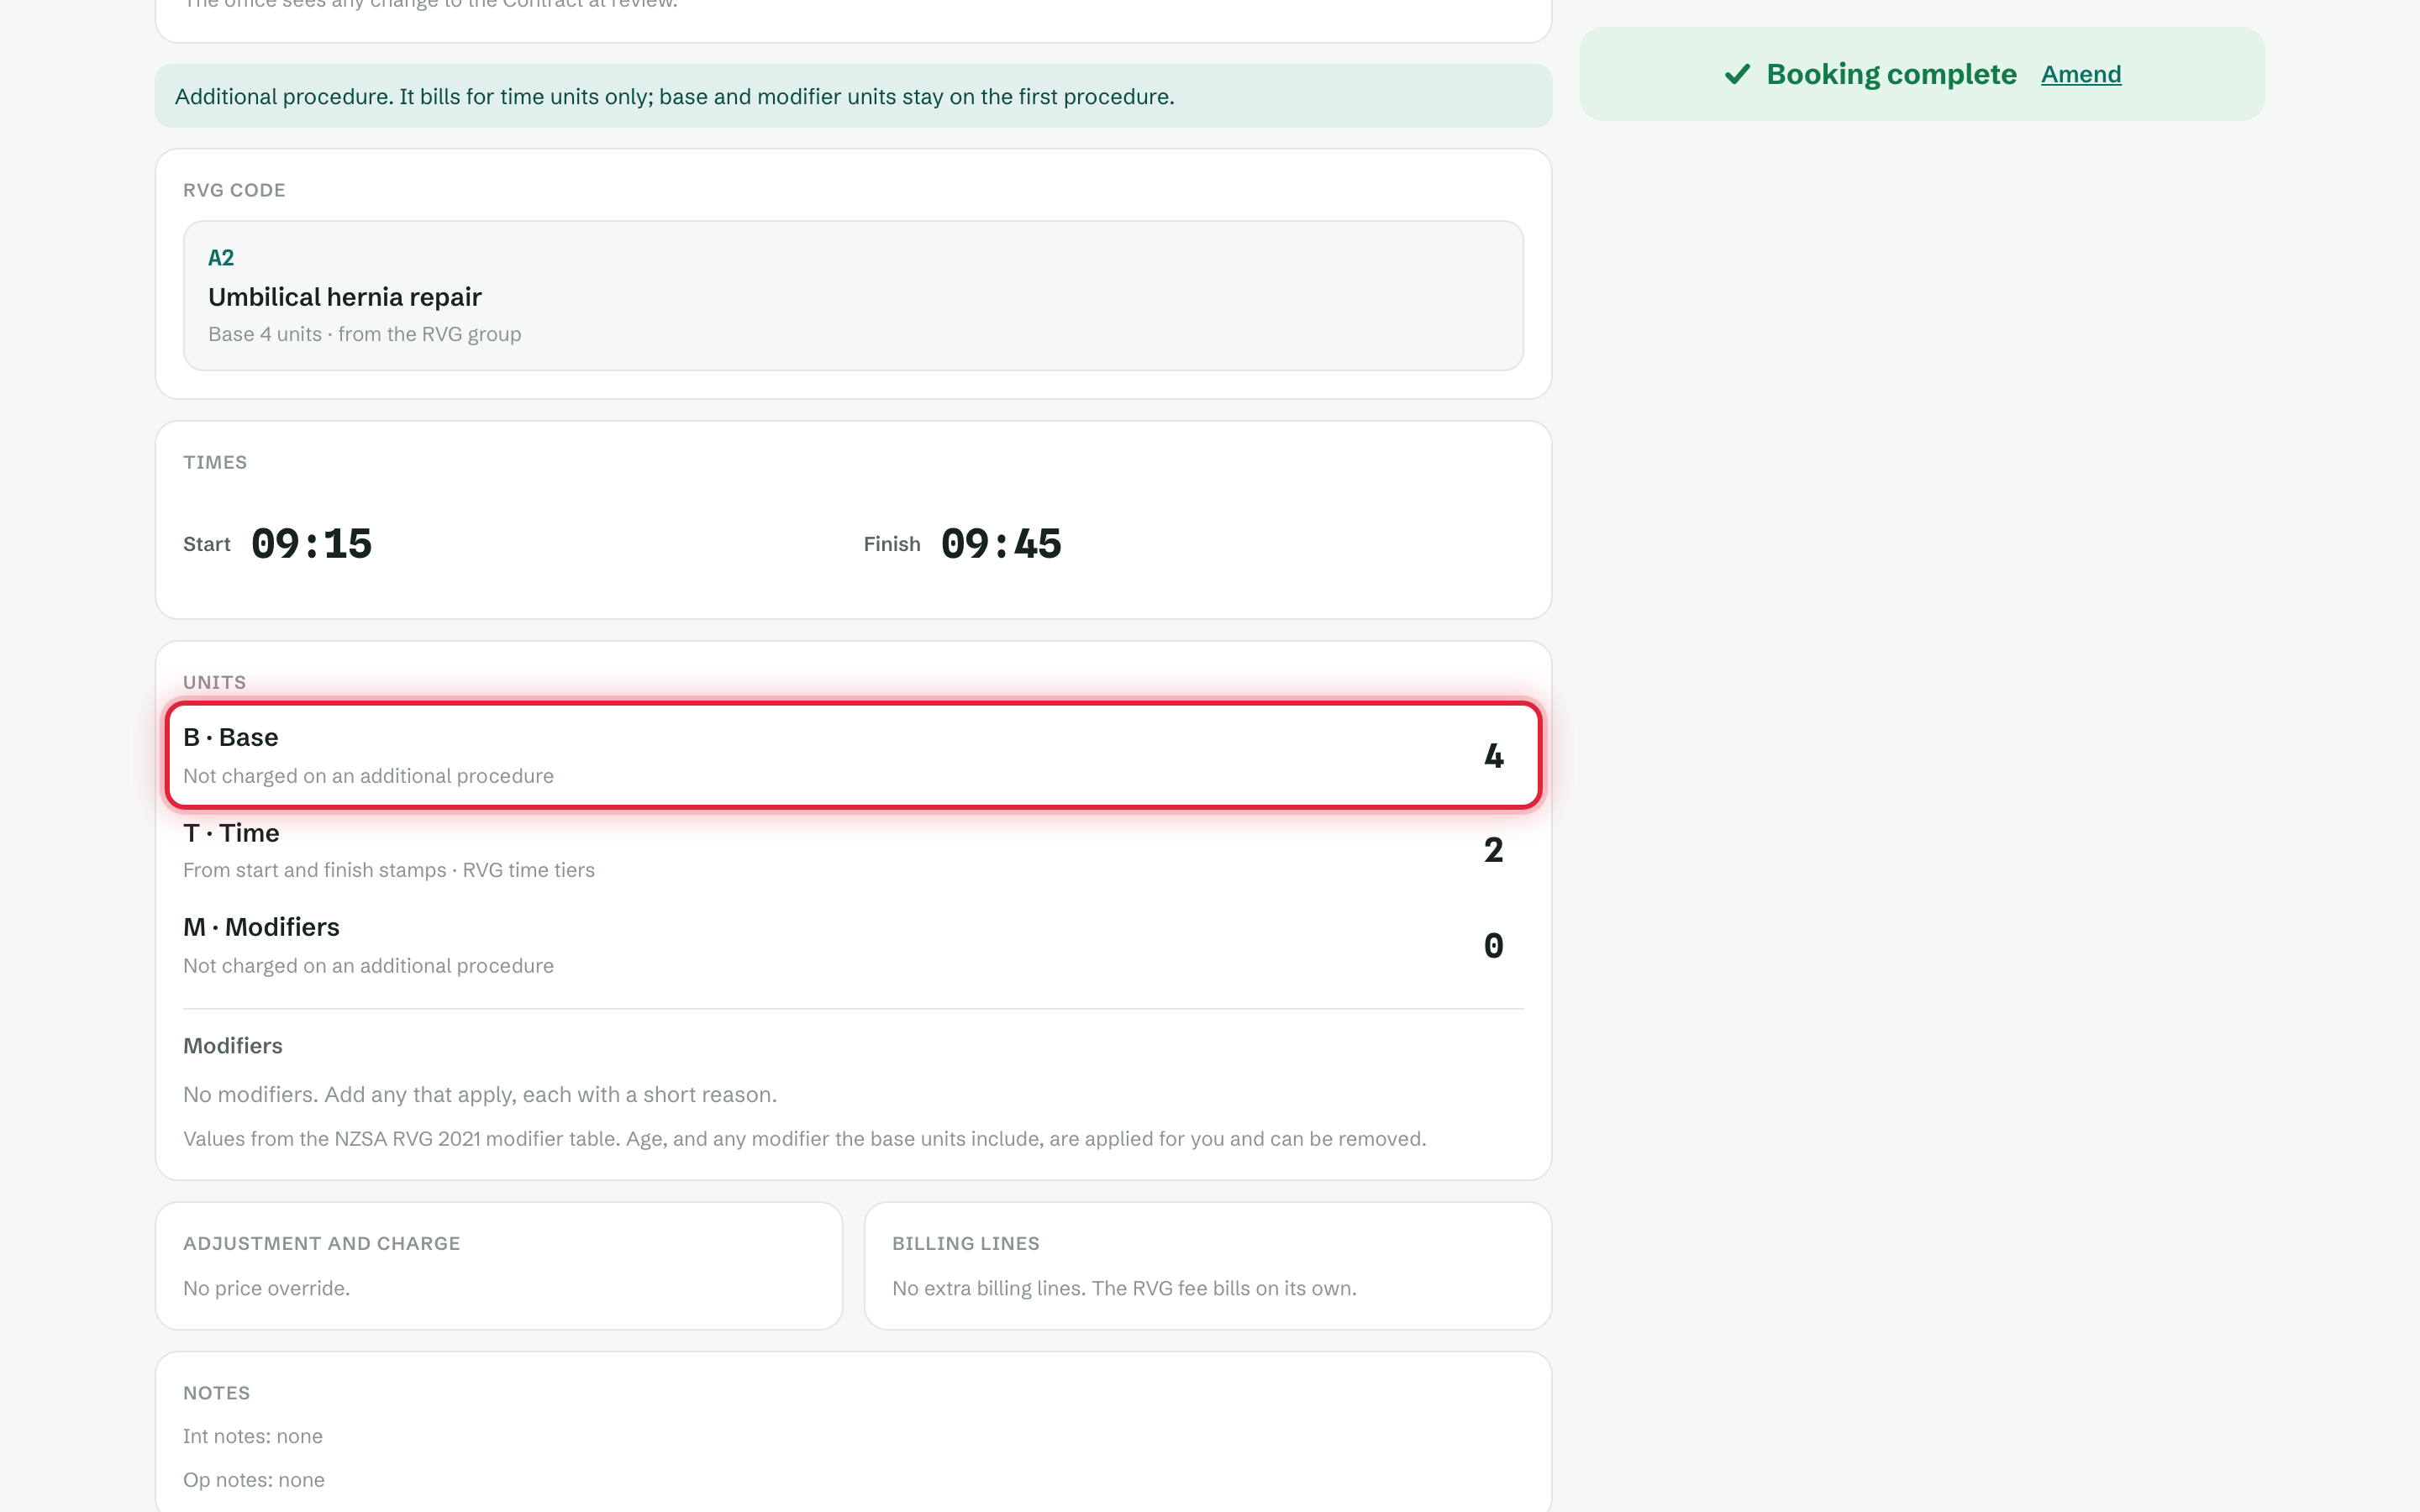 The office sees any change to the Contract at review.
Booking complete Amend
Additional procedure. It bills for time units only; base and modifier units stay on the first procedure.
RVG CODE
A2
Umbilical hernia repair
Base 4 units · from the RVG group
TIMES
Start 09:15 Finish 09:45
UNITS
B · Base 4
Not charged on an additional procedure
T · Time 2
From start and finish stamps · RVG time tiers
M · Modifiers 0
Not charged on an additional procedure
Modifiers
No modifiers. Add any that apply, each with a short reason.
Values from the NZSA RVG 2021 modifier table. Age, and any modifier the base units include, are applied for you and can be removed.
ADJUSTMENT AND CHARGE
No price override.
BILLING LINES
No extra billing lines. The RVG fee bills on its own.
NOTES
Int notes: none
Op notes: none